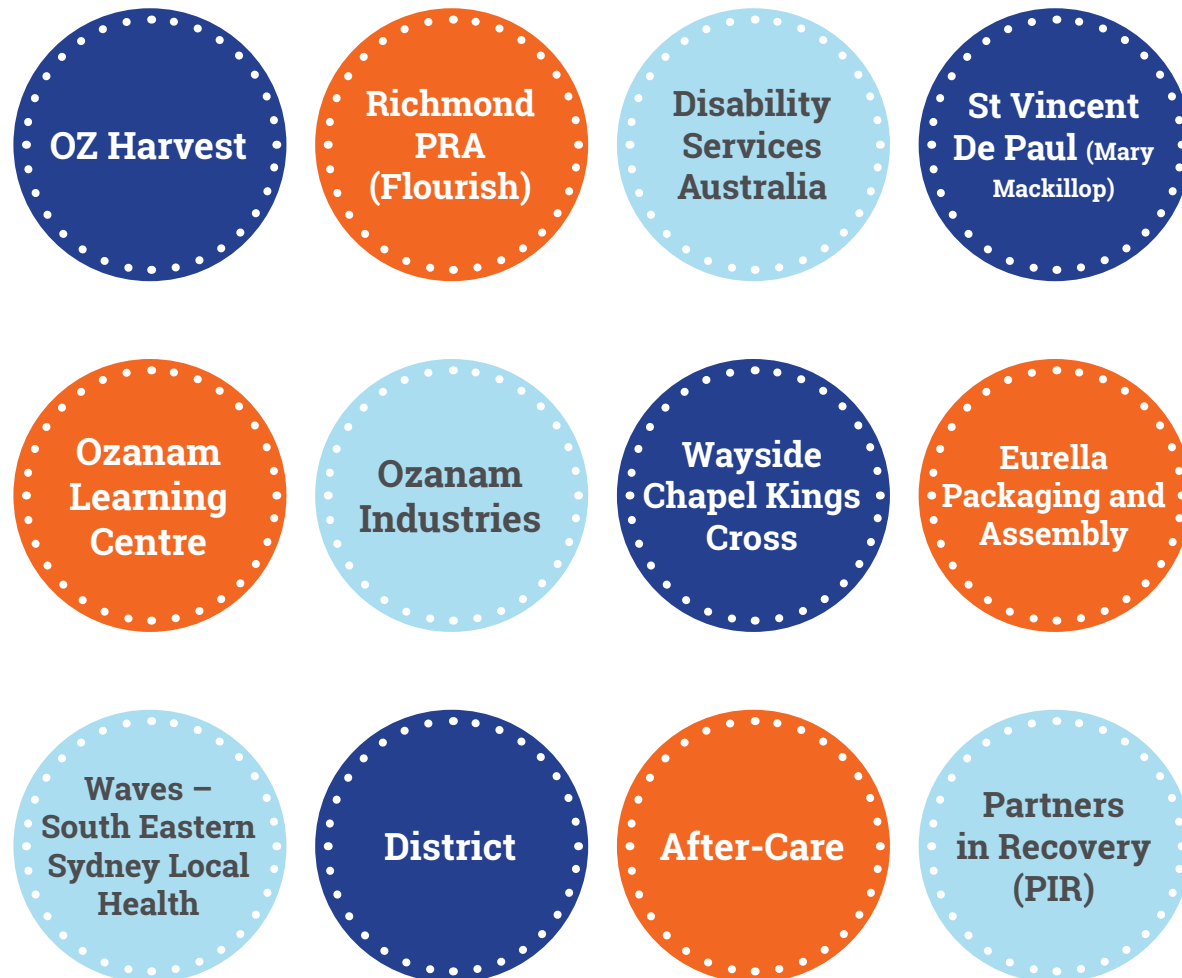 OZ Harvest
Richmond
PRA
(Flourish)
Disability
Services
Australia
St Vincent
De Paul (Mary
Mackillop)
Ozanam
Learning
Centre
Ozanam
Industries
Wayside
Chapel Kings
Cross
Eurella
Packaging and
Assembly
Waves –
South Eastern
Sydney Local
Health
District
After-Care
Partners
in Recovery
(PIR)